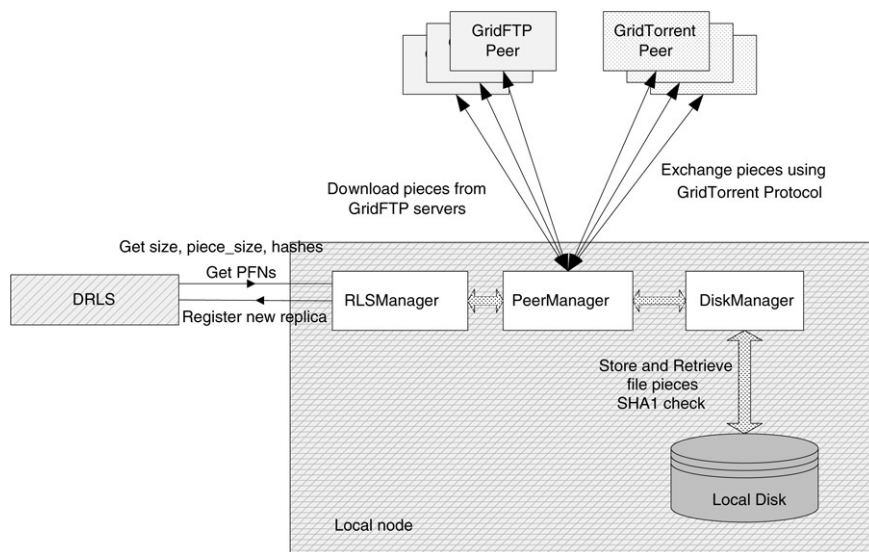 GridFTP
Peer
GridTorrent
Peer
Download pieces from
GridFTP servers
Exchange pieces using
GridTorrent Protocol
Get size, piece_size, hashes
Get PFNs
DRLS
Register new replica
RLSManager
PeerManager
DiskManager
Store and Retrieve
file pieces
SHA1 check
Local Disk
Local node